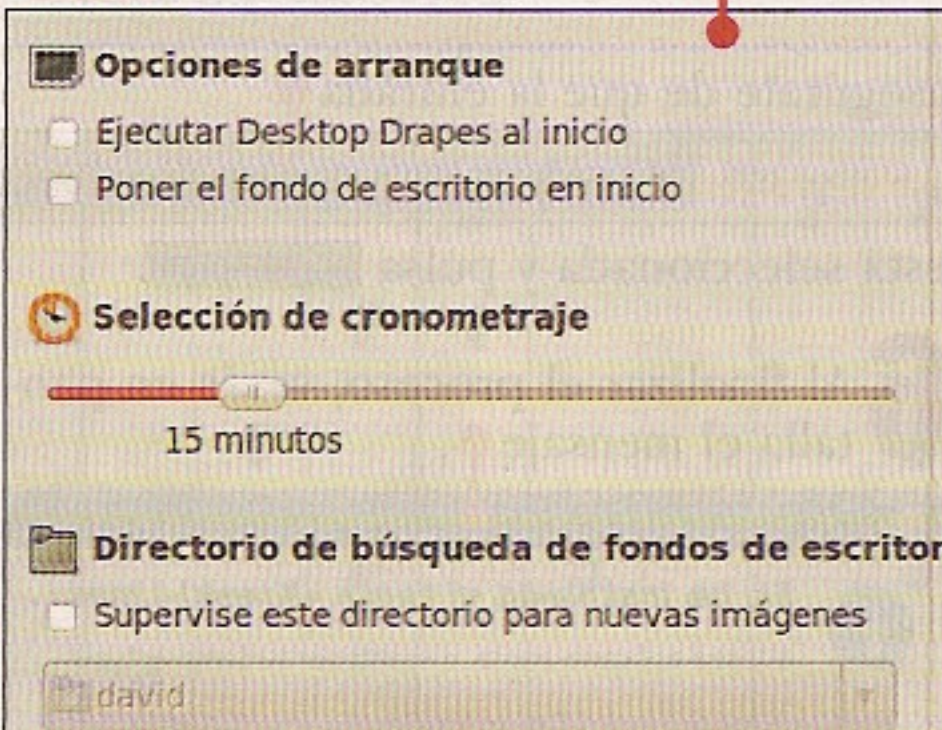 Opciones de arranque
Ejecutar Desktop Drapes al inicio
Poner el fondo de escritorio en inicio
Selección de cronometraje
15 minutos
Directorio de búsqueda de fondos de escritor
Supervise este directorio para nuevas imágenes
david